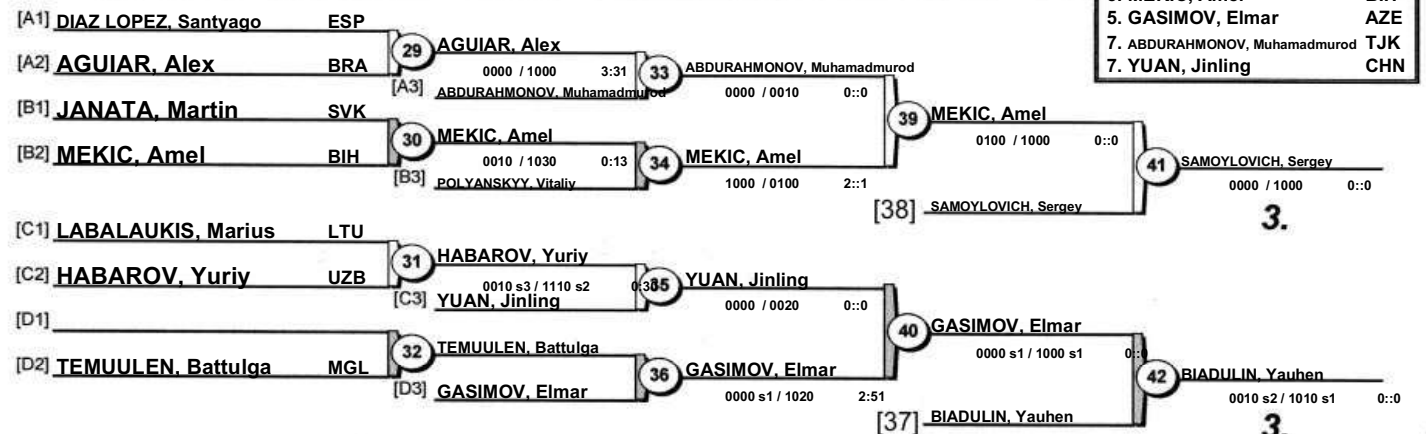 5. GASIMOV, Elmar AZE
7. ABDURAHMONOV, Muhamadmurod TJK
7. YUAN, Jinling CHN
[A1] DIAZ LOPEZ, Santyago ESP
29 AGUIAR, Alex
[A2] AGUIAR, Alex BRA
0000 / 1000 3:31
[A3] ABDURAHMONOV, Muhamadmurod
33 ABDURAHMONOV, Muhamadmurod
0000 / 0010 0::0
[B1] JANATA, Martin SVK
39 MEKIC, Amel
0100 / 1000 0::0
30 MEKIC, Amel
[B2] MEKIC, Amel BIH
0010 / 1030 0:13
[B3] POLYANSKYY, Vitaliy
34 MEKIC, Amel
1000 / 0100 2::1
41 SAMOYLOVICH, Sergey
0000 / 1000 0::0
[38] SAMOYLOVICH, Sergey
3.
[C1] LABALAUKIS, Marius LTU
31 HABAROV, Yuriy
[C2] HABAROV, Yuriy UZB
0010 s3 / 1110 s2
[C3] YUAN, Jinling
35 YUAN, Jinling
0000 / 0020 0::0
[D1]
40 GASIMOV, Elmar
0000 s1 / 1000 s1 0::0
32 TEMUULEN, Battulga
[D2] TEMUULEN, Battulga MGL
[D3] GASIMOV, Elmar
36 GASIMOV, Elmar
0000 s1 / 1020 2:51
42 BIADULIN, Yauhen
0010 s2 / 1010 s1 0::0
[37] BIADULIN, Yauhen
3.